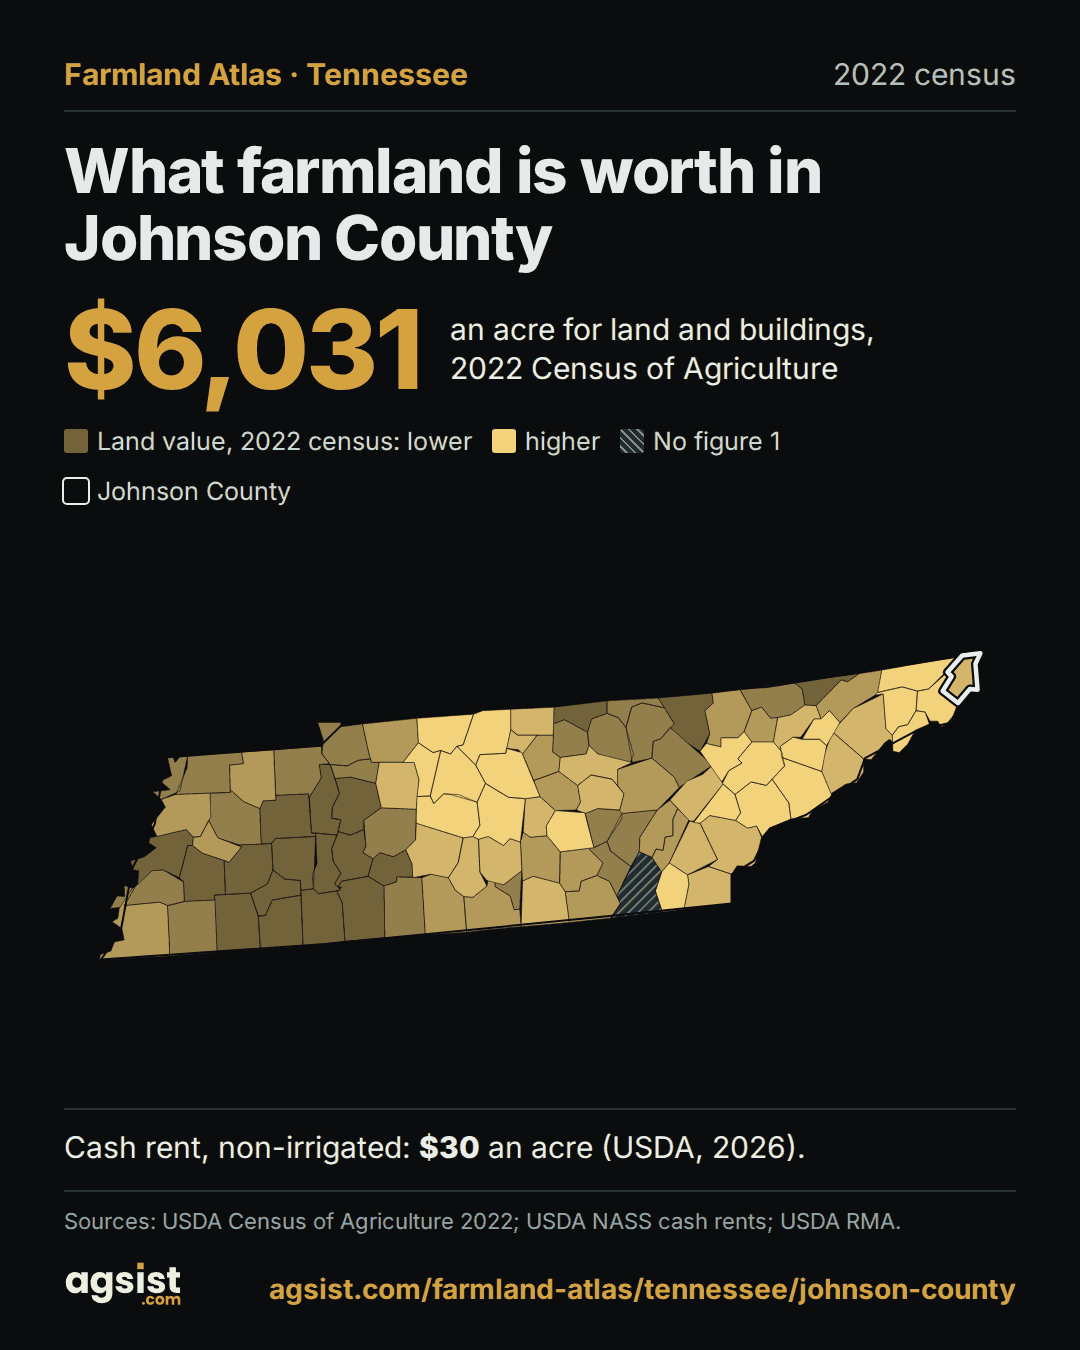 Farmland Atlas · Tennessee
2022 census
What farmland is worth in
Johnson County
$6,031
an acre for land and buildings,
2022 Census of Agriculture
Land value, 2022 census: lower
higher
No figure 1
Johnson County
Cash rent, non-irrigated: $30 an acre (USDA, 2026).
Sources: USDA Census of Agriculture 2022; USDA NASS cash rents; USDA RMA.
agsist
.com
agsist.com/farmland-atlas/tennessee/johnson-county